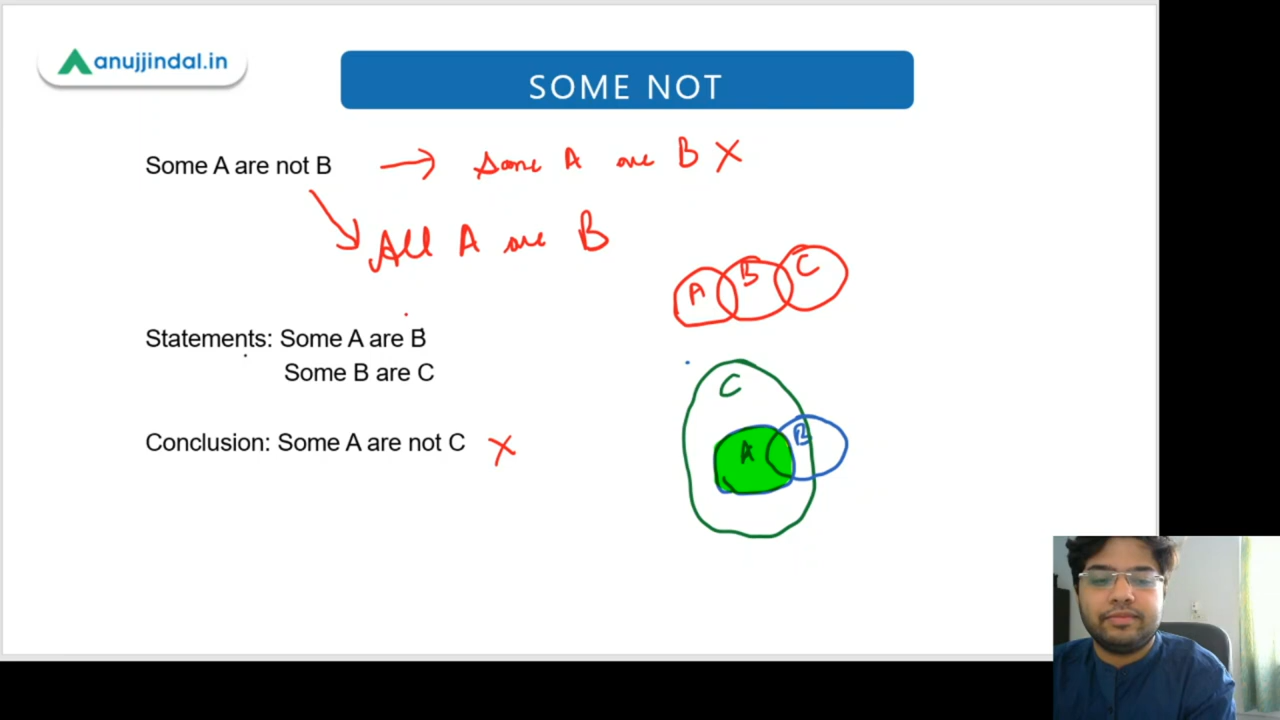 anujjindal.in
SOME NOT
Some A are not B → Some A are B X
All A are B
A B C
Statements: Some A are B
Some B are C
C
A B
Conclusion: Some A are not C X